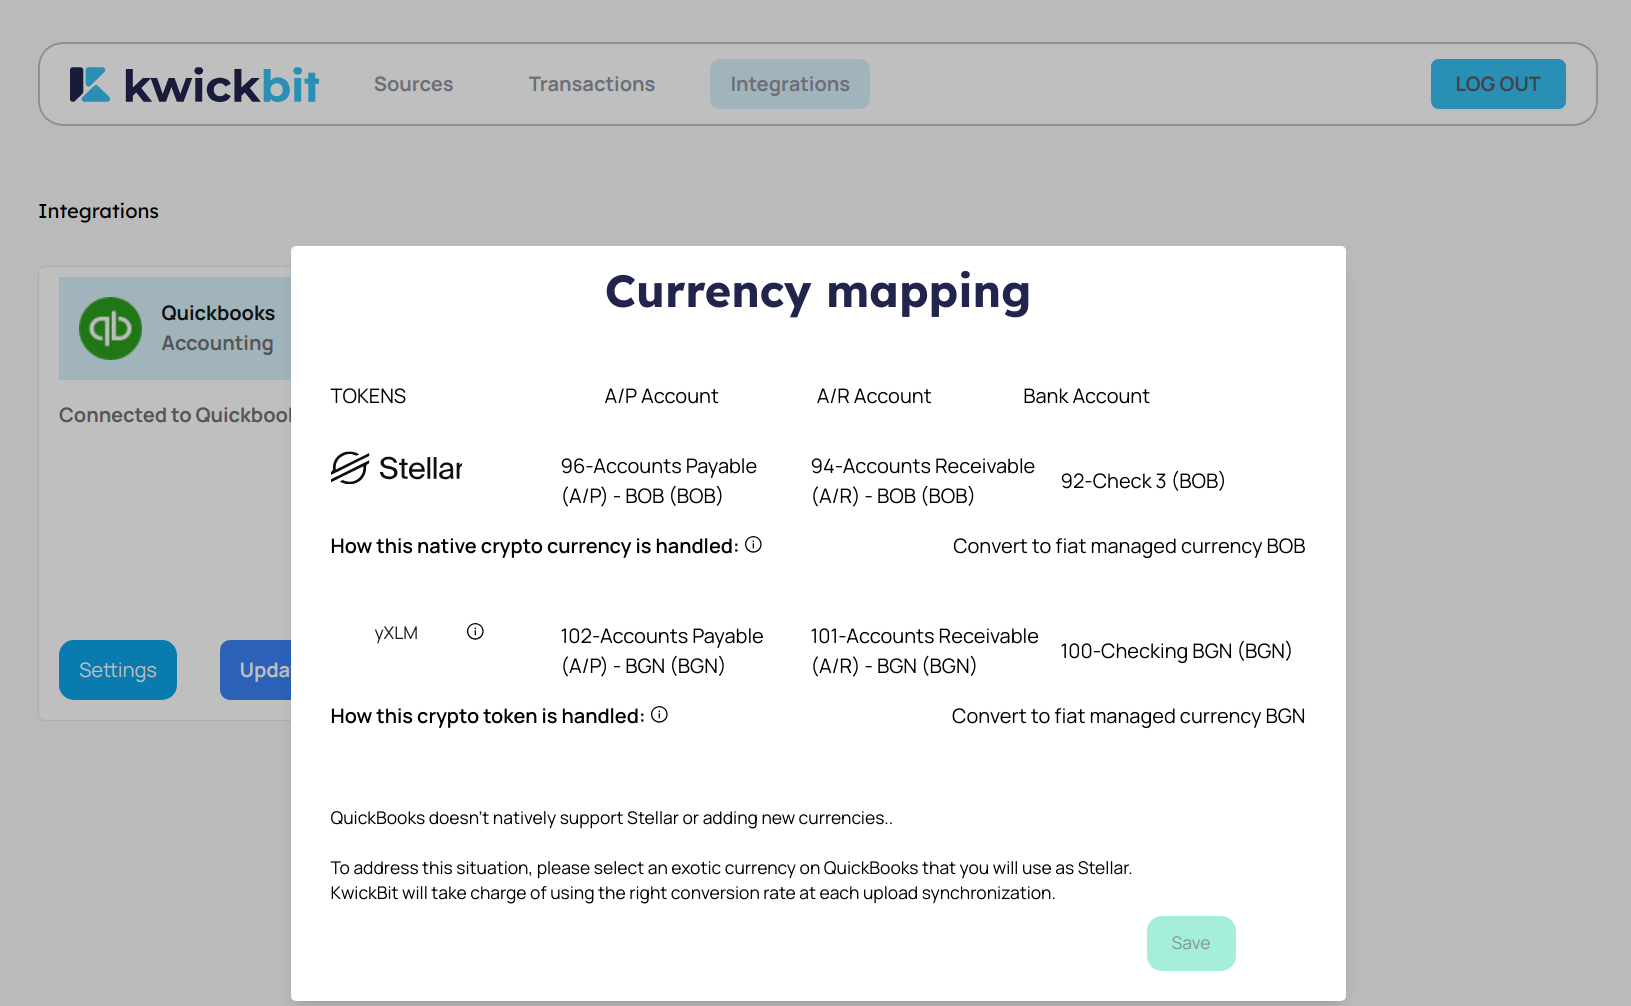 kwickbit Sources Transactions Integrations LOG OUT
Integrations
Quickbooks
Accounting
Connected to
Settings
Currency mapping
TOKENS A/P Account A/R Account Bank Account
Stellar
96-Accounts Payable
(A/P) - BOB (BOB)
94-Accounts Receivable
(A/R) - BOB (BOB)
92-Check 3 (BOB)
How this native crypto currency is handled: Convert to fiat managed currency BOB
yXLM
102-Accounts Payable
(A/P) - BGN (BGN)
101-Accounts Receivable
(A/R) - BGN (BGN)
100-Checking BGN (BGN)
How this crypto token is handled: Convert to fiat managed currency BGN
QuickBooks doesn't natively support Stellar or adding new currencies..
To address this situation, please select an exotic currency on QuickBooks that you will use as Stellar.
KwickBit will take charge of using the right conversion rate at each upload synchronization.
Save